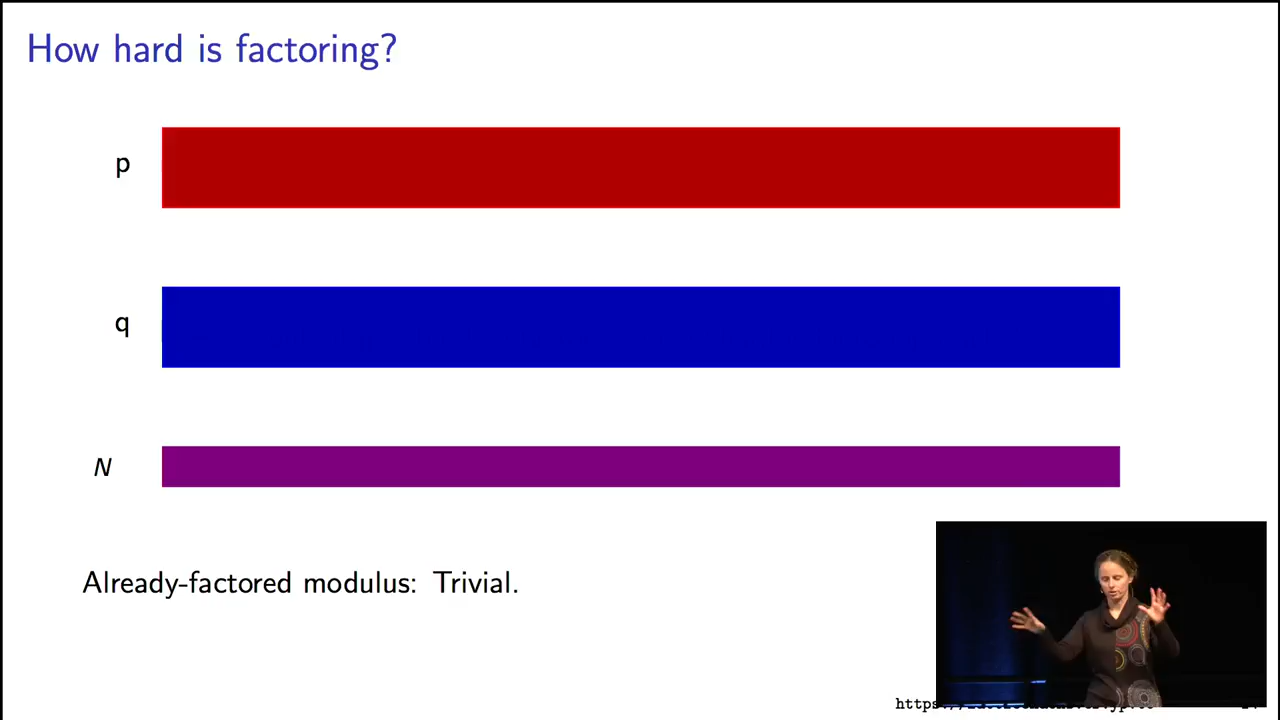 How hard is factoring?
p
q
N
Already-factored modulus: Trivial.